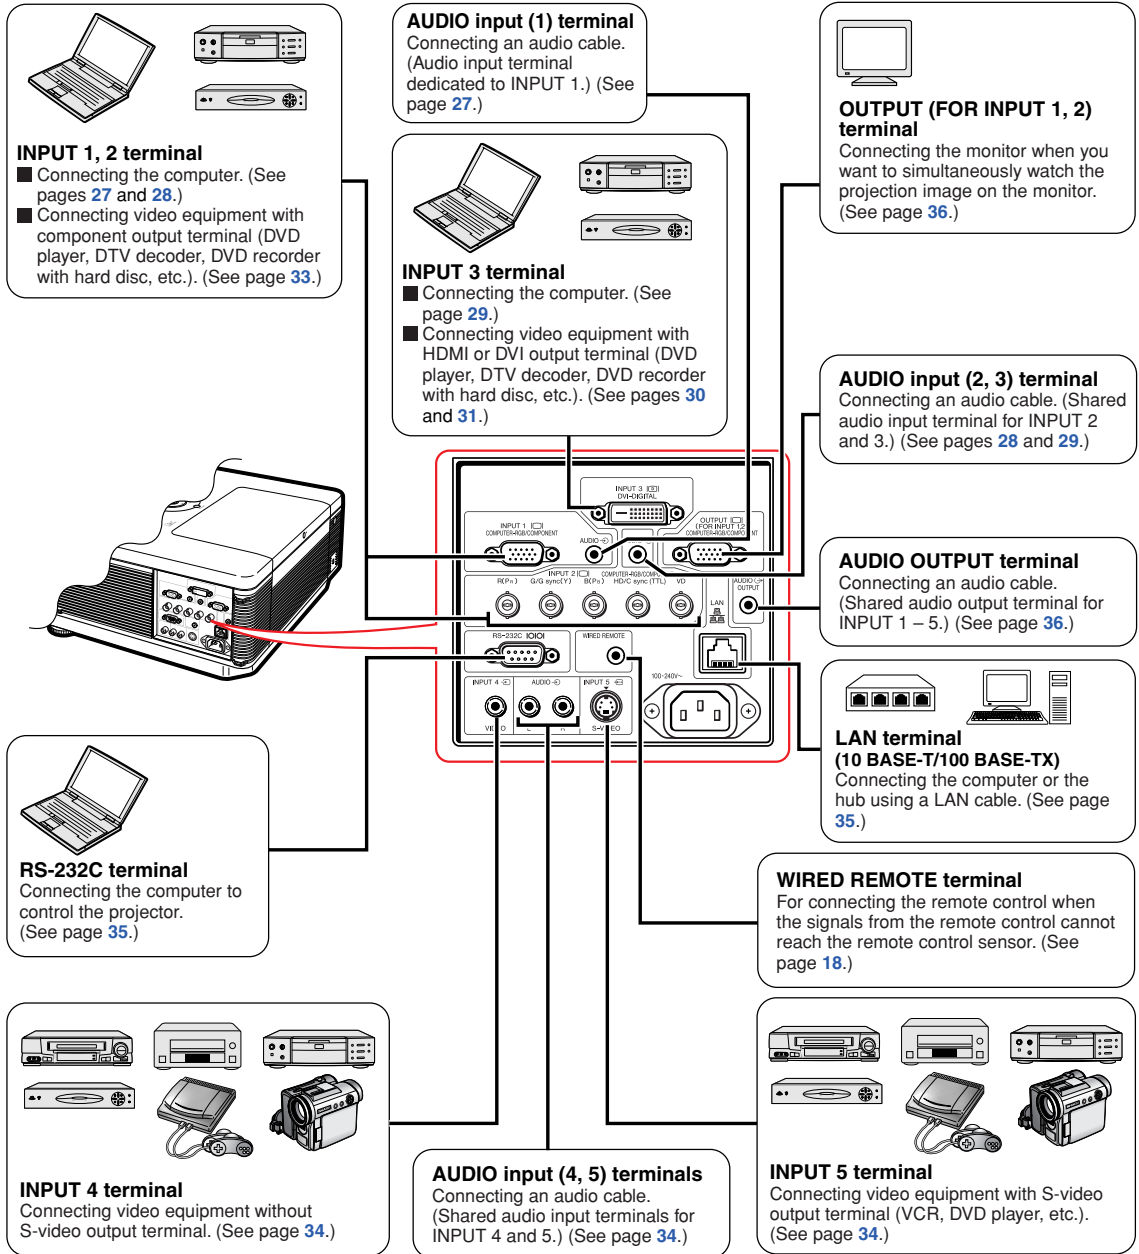 INPUT 1, 2 terminal
■ Connecting the computer. (See
pages 27 and 28.)
■ Connecting video equipment with
component output terminal (DVD
player, DTV decoder, DVD recorder
with hard disc, etc.). (See page 33.)
AUDIO input (1) terminal
Connecting an audio cable.
(Audio input terminal
dedicated to INPUT 1.) (See
page 27.)
INPUT 3 terminal
■ Connecting the computer. (See
page 29.)
■ Connecting video equipment with
HDMI or DVI output terminal (DVD
player, DTV decoder, DVD recorder
with hard disc, etc.). (See pages 30
and 31.)
OUTPUT (FOR INPUT 1, 2)
terminal
Connecting the monitor when you
want to simultaneously watch the
projection image on the monitor.
(See page 36.)
AUDIO input (2, 3) terminal
Connecting an audio cable. (Shared
audio input terminal for INPUT 2
and 3.) (See pages 28 and 29.)
AUDIO OUTPUT terminal
Connecting an audio cable.
(Shared audio output terminal for
INPUT 1 – 5.) (See page 36.)
INPUT 3
DVI-DIGITAL
INPUT 1
COMPUTER-RGB/COMPONENT
AUDIO
OUTPUT
(FOR INPUT 1,2)
COMPUTER-RGB/COMPONENT
INPUT 2
COMPUTER-RGB/COMPO
R(PR) G/G sync(Y) B(PB) HD/C sync (TTL) VD
LAN
AUDIO
OUTPUT
RS-232C IOIOI
WIRED REMOTE
100-240V~
INPUT 4
AUDIO
INPUT 5
VIDEO
L
R
S-VIDEO
LAN terminal
(10 BASE-T/100 BASE-TX)
Connecting the computer or the
hub using a LAN cable. (See page
35.)
RS-232C terminal
Connecting the computer to
control the projector.
(See page 35.)
WIRED REMOTE terminal
For connecting the remote control when
the signals from the remote control cannot
reach the remote control sensor. (See
page 18.)
INPUT 4 terminal
Connecting video equipment without
S-video output terminal. (See page 34.)
AUDIO input (4, 5) terminals
Connecting an audio cable.
(Shared audio input terminals for
INPUT 4 and 5.) (See page 34.)
INPUT 5 terminal
Connecting video equipment with S-video
output terminal (VCR, DVD player, etc.).
(See page 34.)